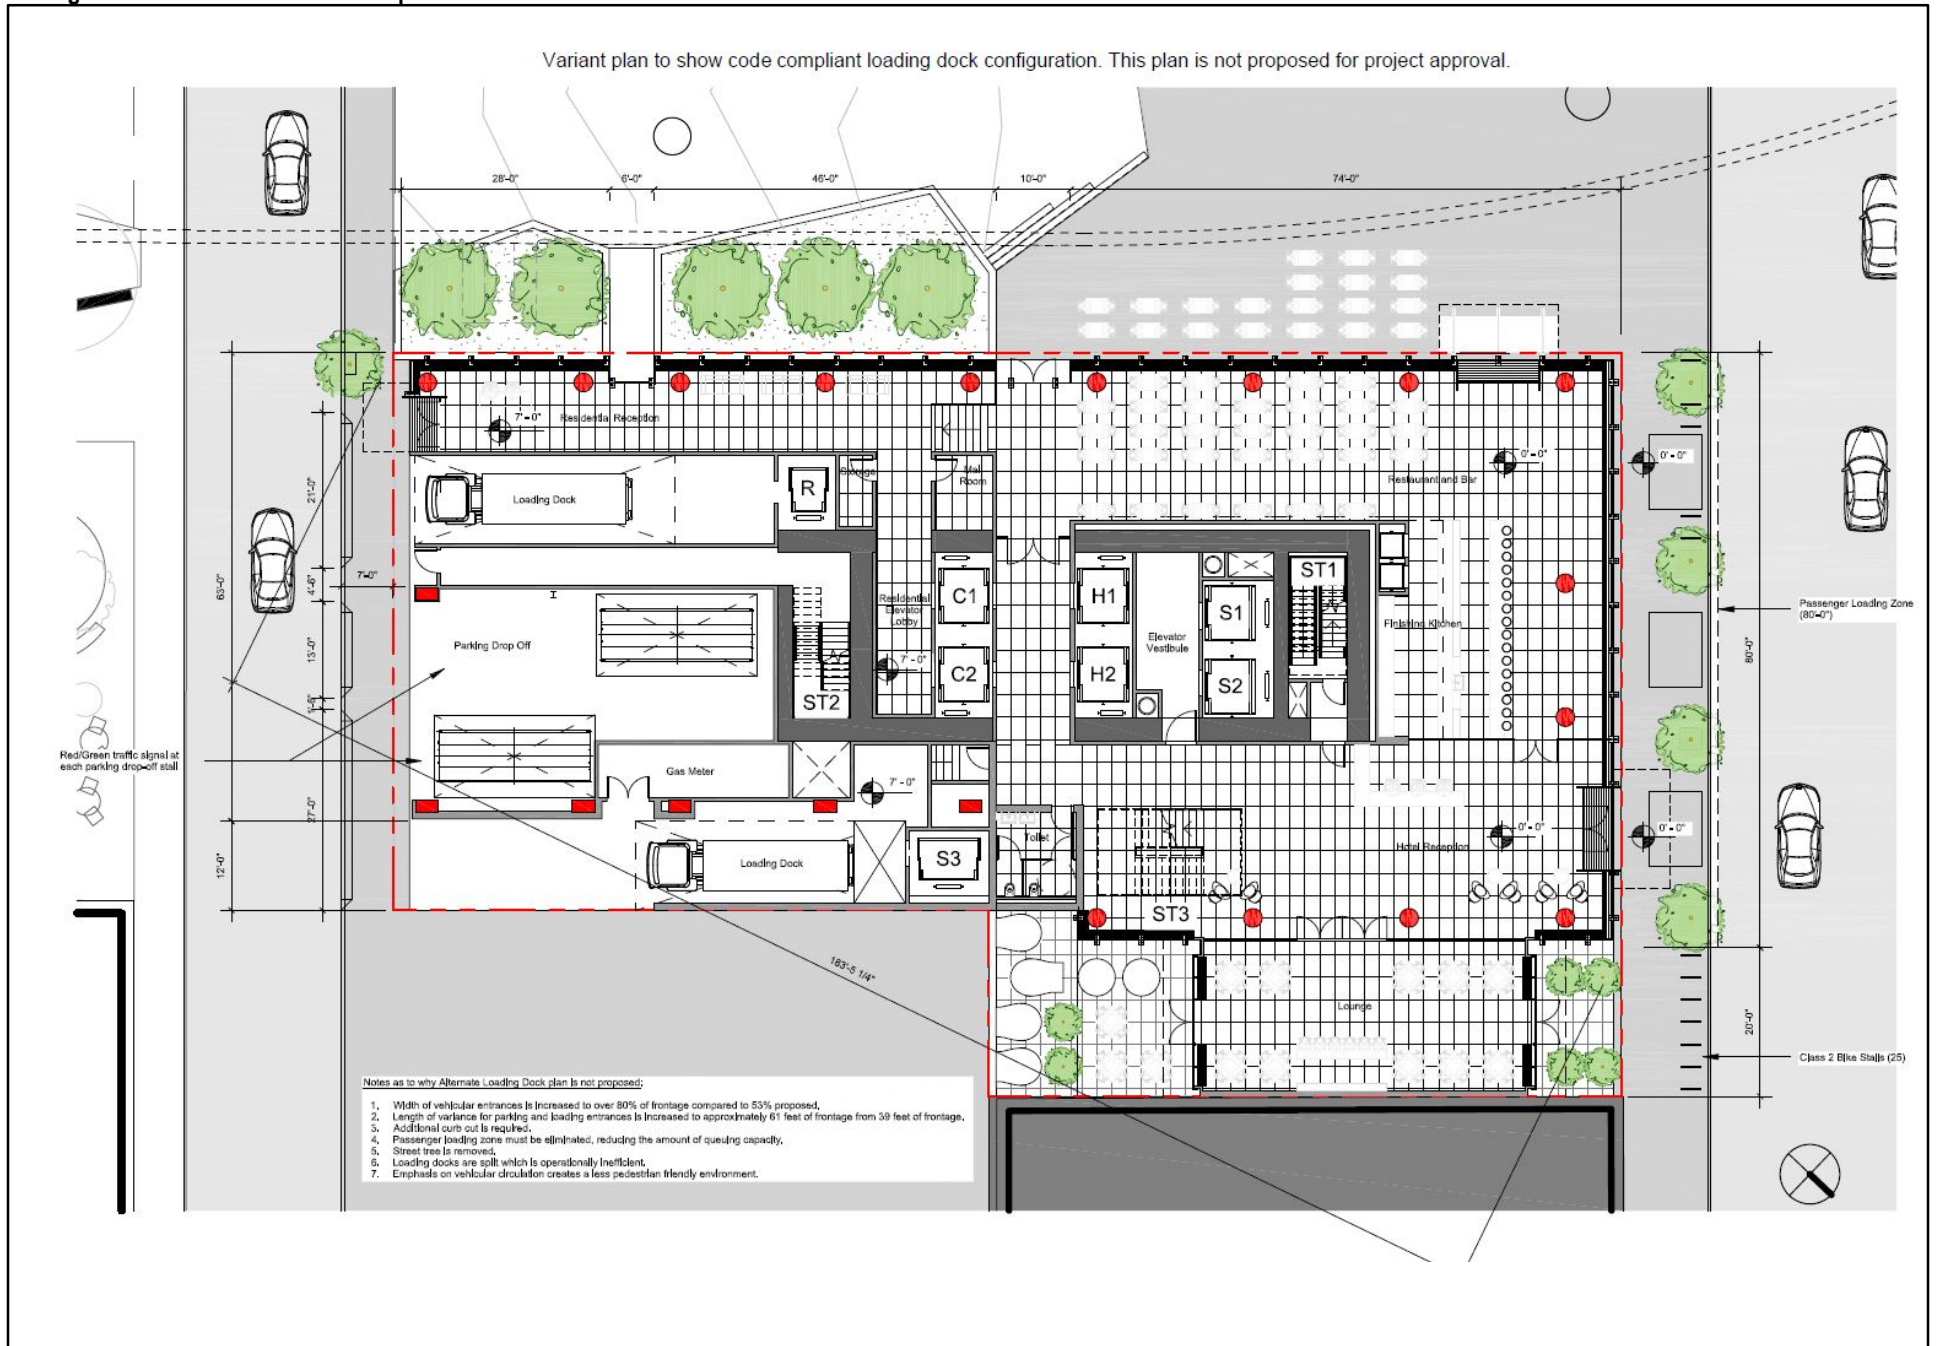 Variant plan to show code compliant loading dock configuration. This plan is not proposed for project approval.
28'-0"
6'-0"
46'-0"
10'-0"
74'-0"
7'-0"
Residential Reception
Storage
Mail
Room
0'-0"
0'-0"
Restaurant and Bar
Loading Dock
R
21'-0"
63'-0"
4'-6"
7'-0"
ST1
C1
H1
S1
Residential
Elevator
Lobby
Elevator
Vestibule
Finishing Kitchen
Passenger Loading Zone
(80'-0")
Parking Drop Off
13'-0"
80'-0"
7'-0"
C2
H2
S2
ST2
1'-6"
Red/Green traffic signal at
each parking drop-off stall
Gas Meter
7'-0"
27'-0"
12'-0"
Toilet
0'-0"
0'-0"
Hotel Reception
Loading Dock
S3
ST3
183'-5 1/4"
Lounge
20'-0"
Class 2 Bike Stalls (25)
Notes as to why Alternate Loading Dock plan is not proposed:
1. Width of vehicular entrances is increased to over 80% of frontage compared to 53% proposed.
2. Length of variance for parking and loading entrances is increased to approximately 61 feet of frontage from 39 feet of frontage.
3. Additional curb cut is required.
4. Passenger loading zone must be eliminated, reducing the amount of queuing capacity.
5. Street tree is removed.
6. Loading docks are split which is operationally inefficient.
7. Emphasis on vehicular circulation creates a less pedestrian friendly environment.